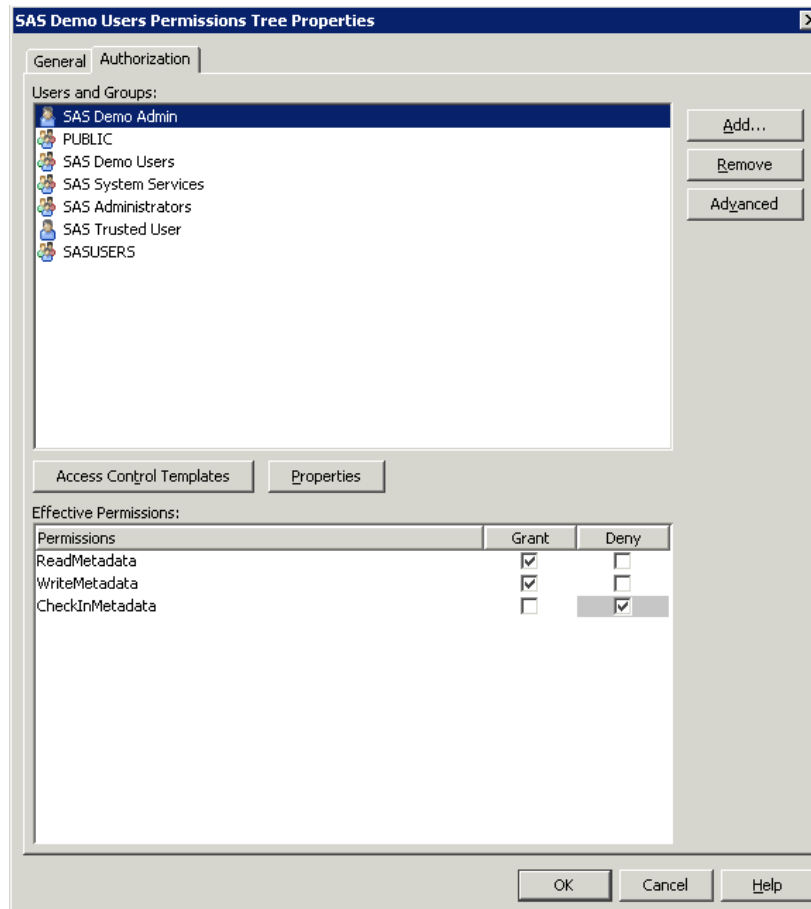 SAS Demo Users Permissions Tree Properties
General Authorization
Users and Groups:
SAS Demo Admin
PUBLIC
SAS Demo Users
SAS System Services
SAS Administrators
SAS Trusted User
SASUSERS
Add...
Remove
Advanced
Access Control Templates Properties
Effective Permissions:
Permissions Grant Deny
ReadMetadata
WriteMetadata
CheckInMetadata
OK Cancel Help